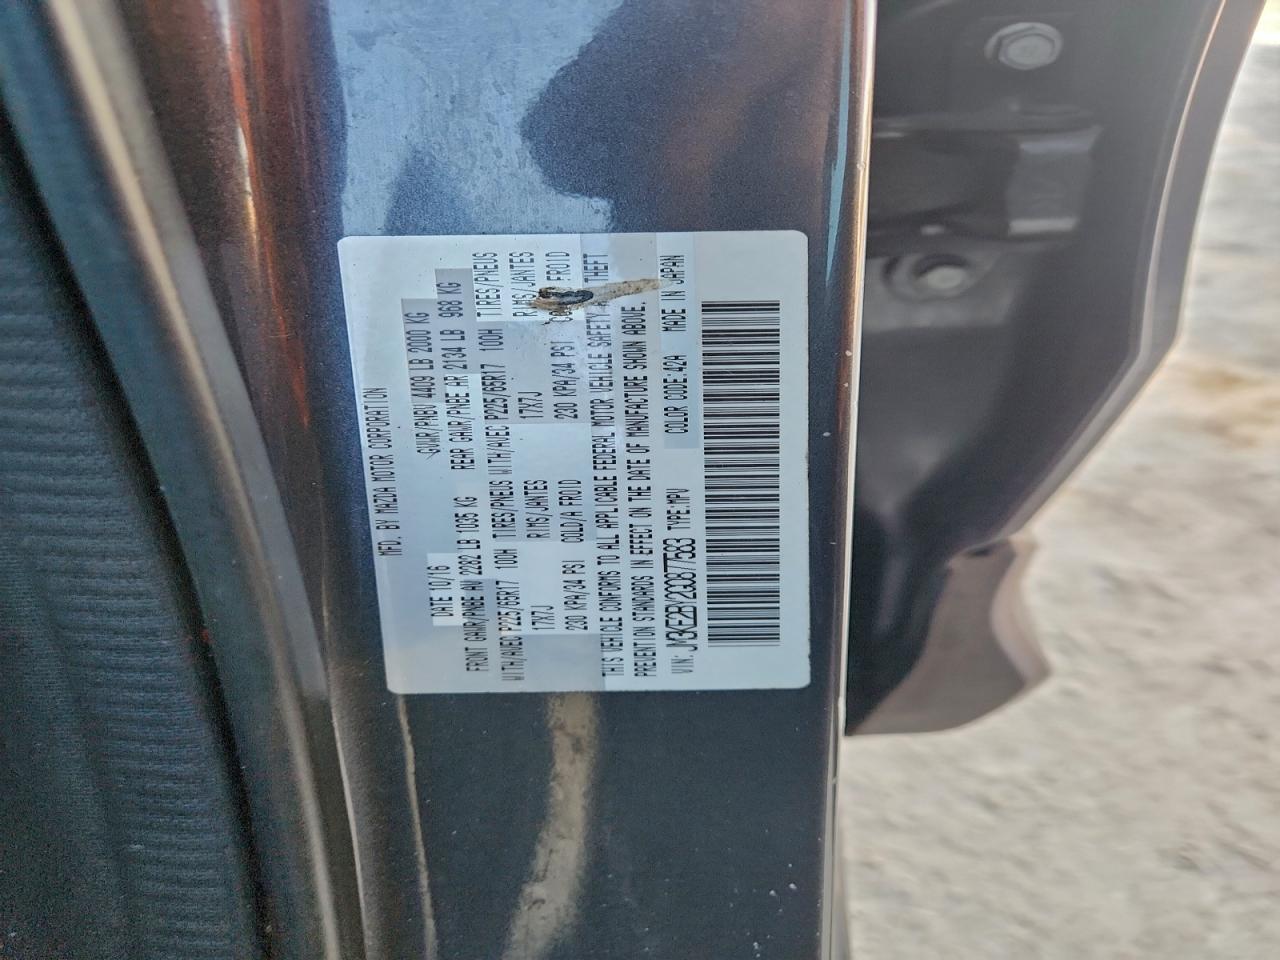 MFD. BY MAZDA MOTOR CORPORATION
DATE 10/16 GVWR/PNBV 4409 LB 2000 KG
FRONT GAWR/PNBE AV 2282 LB 1035 KG REAR GAWR/PNBE AR 2134 LB 968 KG
WITH/AVEC P225/65R17 100H TIRES/PNEUS WITH/AVEC P225/65R17 100H TIRES/PNEUS
17X7J RIMS/JANTES 17X7J RIMS/JANTES
230 KPA/34 PSI COLD/A FROID 230 KPA/34 PSI FROID
THIS VEHICLE CONFORMS TO ALL APPLICABLE FEDERAL MOTOR VEHICLE SAFETY THEFT
PREVENTION STANDARDS IN EFFECT ON THE DATE OF MANUFACTURE SHOWN ABOVE.
VIN: JM3KE2BY2G0877583 TYPE:MPV COLOR CODE:42A MADE IN JAPAN